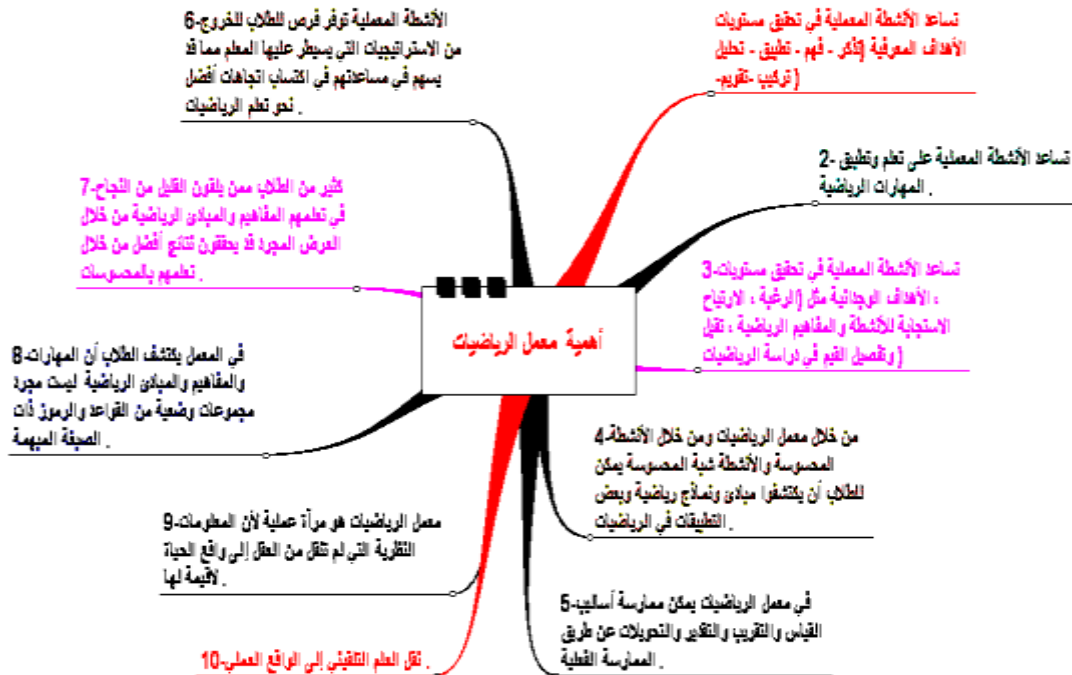 أهمية معمل الرياضيات
تساعد الأنشطة المعملية في تحقيق مستويات
الأهداف المعرفية (تذكر - فهم - تطبيق - تحليل
-تركيب -تقويم )
2- تساعد الأنشطة المعملية على تعلم وتطبيق
المهارات الرياضية .
3-تساعد الأنشطة المعملية في تحقيق مستويات
الأهداف الوجدانية مثل (الرغبة ، الارتياح ،
الاستجابة للأنشطة والمفاهيم الرياضية ، تقبل
وتفضيل القيم في دراسة الرياضيات )
4-من خلال معمل الرياضيات ومن خلال الأنشطة
المحسوسة والأنشطة شبة المحسوسة يمكن
للطلاب أن يكتشفوا مبادئ ونماذج رياضية وبعض
التطبيقات في الرياضيات .
5-في معمل الرياضيات يمكن ممارسة أساليب
القياس والتقريب والتقدير والتحويلات عن طريق
الممارسة الفعلية .
6-الأنشطة المعملية توفر فرص للطلاب للخروج
من الاستراتيجيات التي يسيطر عليها المعلم مما قد
يسهم في مساعدتهم في اكتساب اتجاهات أفضل
نحو تعلم الرياضيات .
7-كثير من الطلاب ممن يلقون القليل من النجاح
في تعلمهم المفاهيم والمبادئ الرياضية من خلال
العرض المجرد قد يحققون نتائج أفضل من خلال
تعلمهم بالمحسوسات .
8-في المعمل يكتشف الطلاب أن المهارات
والمفاهيم والمبادئ الرياضية ليست مجرد
مجموعات وضعية من القواعد والرموز ذات
الصبغة المبهمة .
9-معمل الرياضيات هو مرآة عملية لأن المعلومات
النظرية التي لم تنقل من العقل إلى واقع الحياة
لاقيمة لها .
10-نقل العلم التلقيني إلى الواقع العملي .